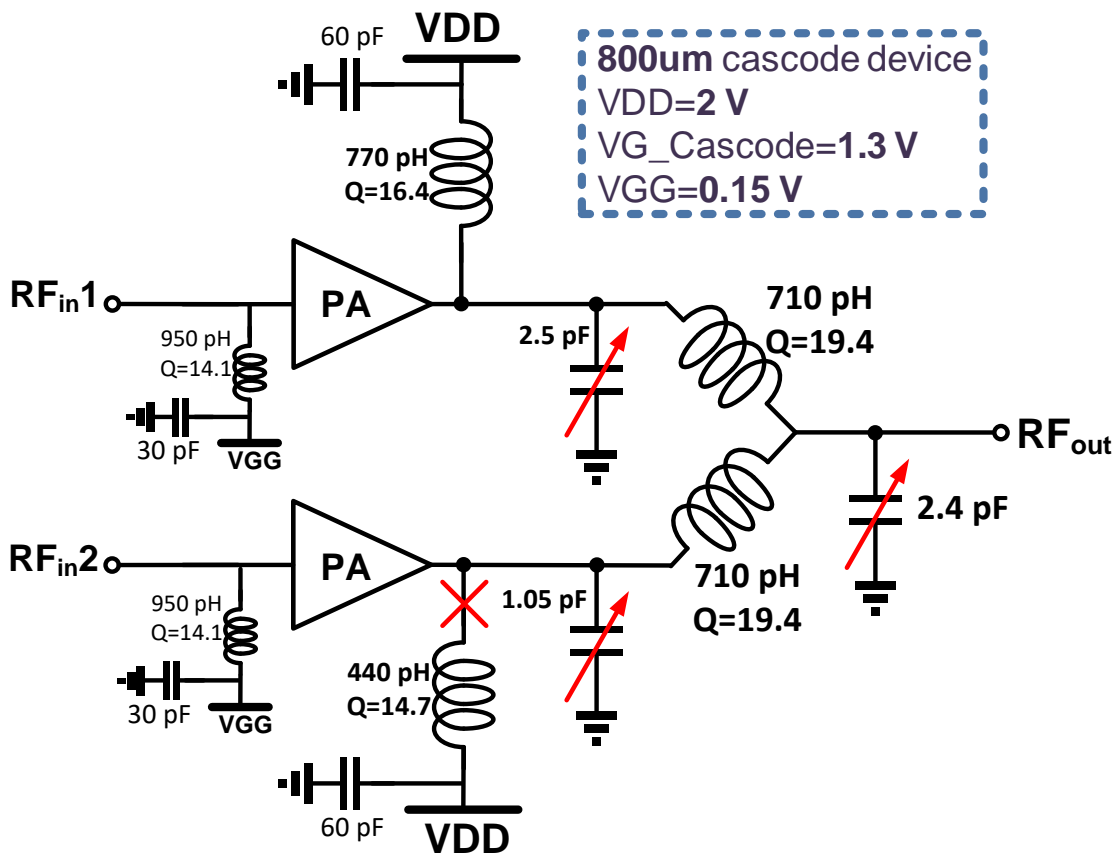 60 pF
VDD
800um cascode device
VDD=2 V
VG_Cascode=1.3 V
VGG=0.15 V
770 pH
Q=16.4
RFin1
PA
950 pH
Q=14.1
30 pF
VGG
2.5 pF
710 pH
Q=19.4
RFout
2.4 pF
RFin2
PA
950 pH
Q=14.1
30 pF
VGG
1.05 pF
710 pH
Q=19.4
440 pH
Q=14.7
60 pF
VDD